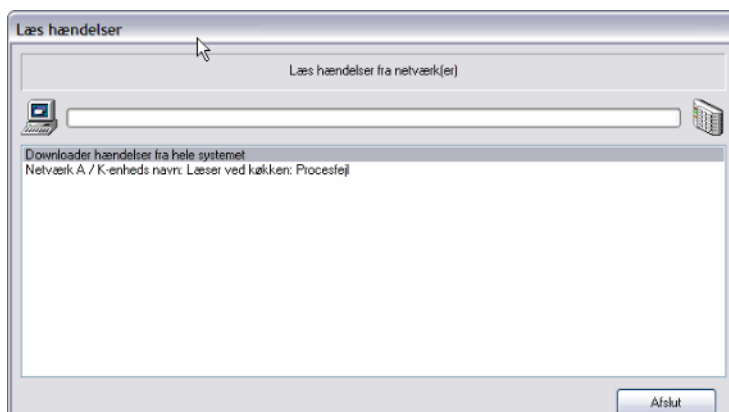 Læs hændelser
Læs hændelser fra netværk(er)
Downloader hændelser fra hele systemet
Netværk A / K-enheds navn: Læser ved køkken: Procesfejl
Afslut